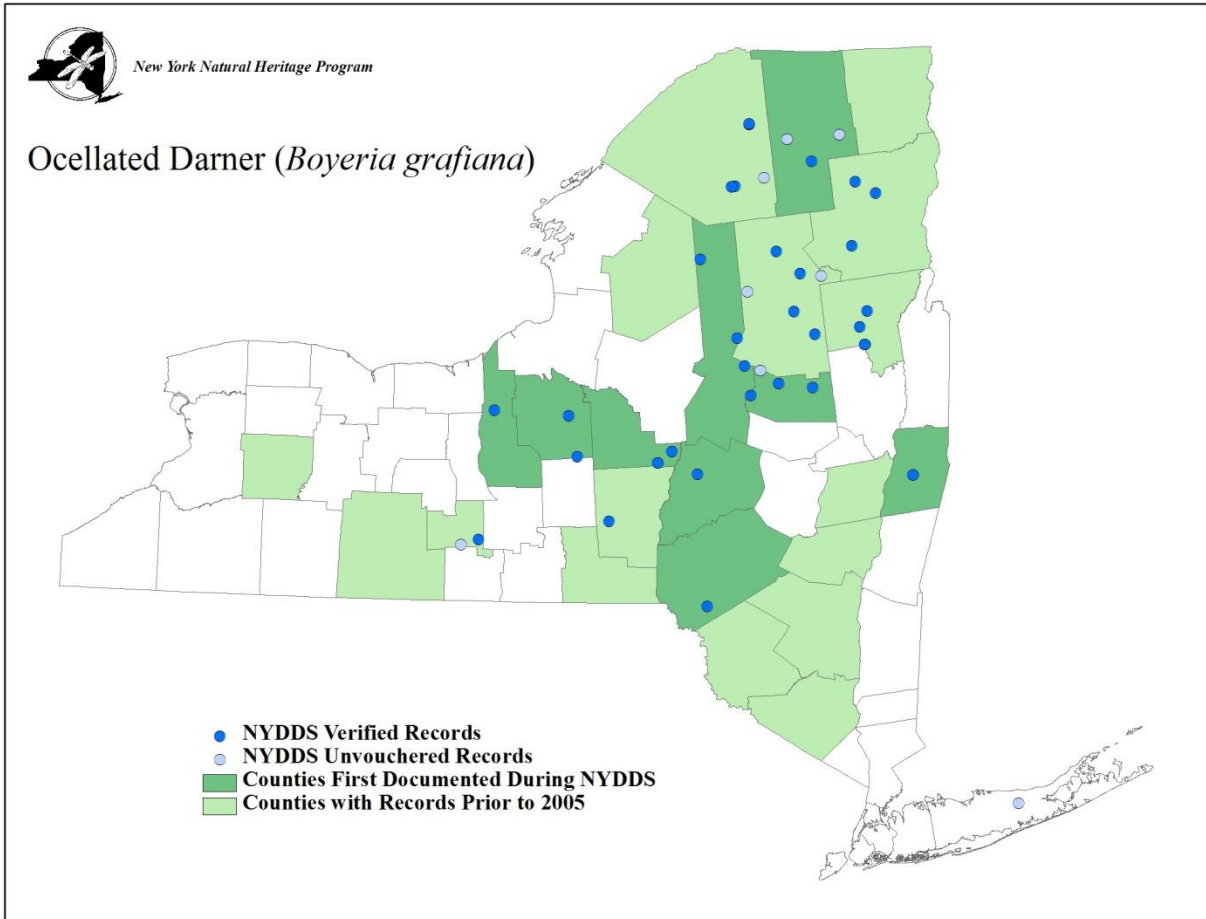 New York Natural Heritage Program
Ocellated Darner (Boyeria grafiana)
NYDDS Verified Records
NYDDS Unvouchered Records
Counties First Documented During NYDDS
Counties with Records Prior to 2005